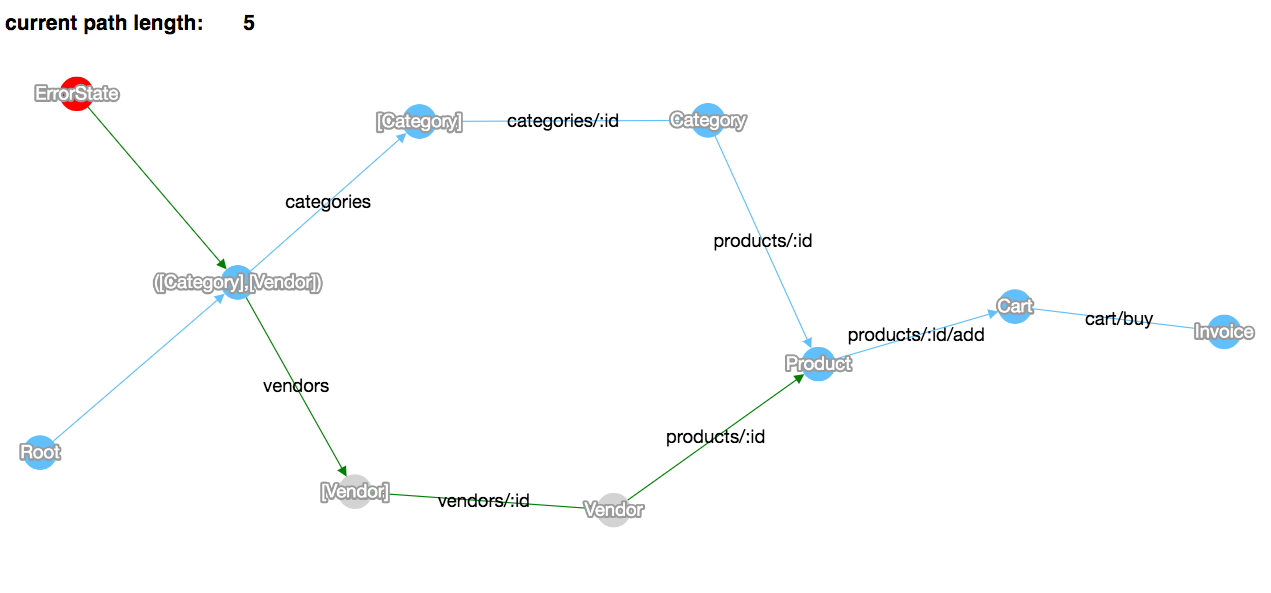 current path length: 5
ErrorState
[Category]
categories/:id
Category
categories
products/:id
([Category],[Vendor])
Cart
cart/buy
Invoice
products/:id/add
Product
vendors
products/:id
Root
[Vendor]
vendors/:id
Vendor